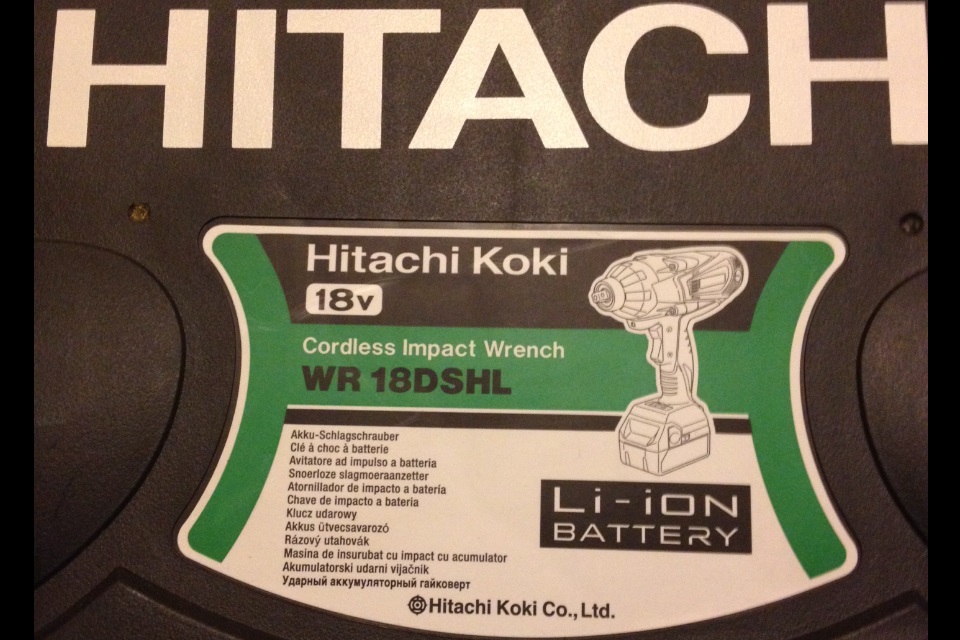 HITACH
Hitachi Koki
18v
Cordless Impact Wrench
WR 18DSHL
Akku-Schlagschrauber
Clé à choc à batterie
Avitatore ad impulso a batteria
Snoerloze slagmoeraanzetter
Atornillador de impacto a batería
Chave de impacto a bateria
Klucz udarowy
Akkus ütvecsavarozó
Rázový utahovák
Masina de insurubat cu impact cu acumulator
Akumulatorski udarni vijačnik
Ударный аккумуляторный гайковерт
Li-iON
BATTERY
Hitachi Koki Co., Ltd.